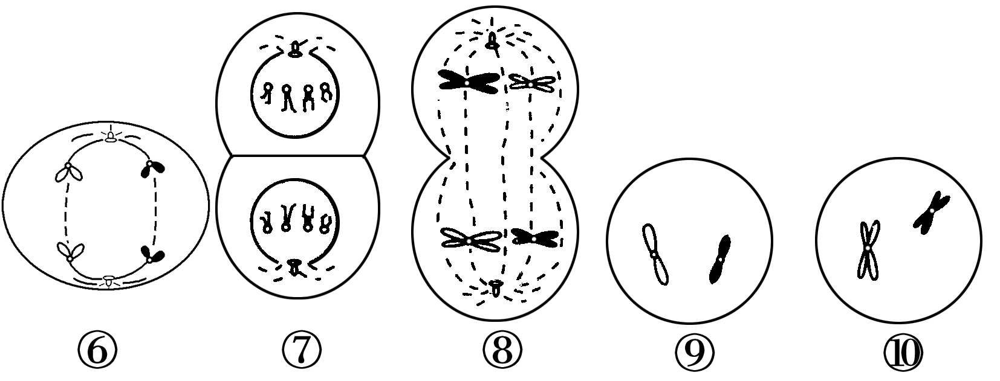 ⑥ ⑦ ⑧ ⑨ ⑩